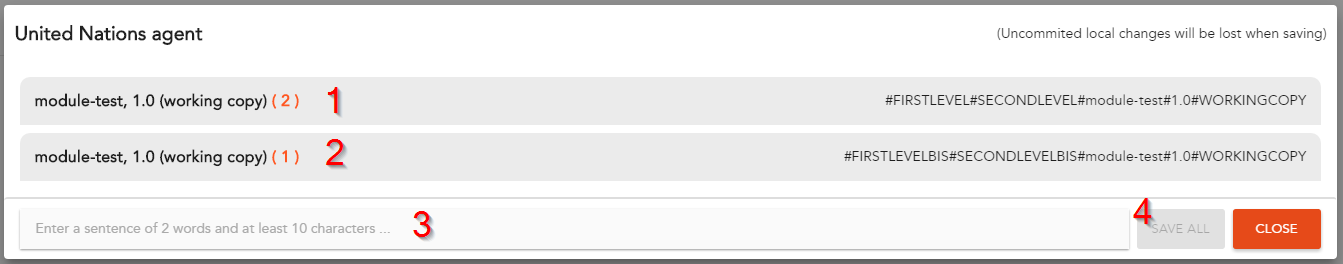 United Nations agent
(Uncommited local changes will be lost when saving)
module-test, 1.0 (working copy) ( 2 ) 1 #FIRSTLEVEL#SECONDLEVEL#module-test#1.0#WORKINGCOPY
module-test, 1.0 (working copy) ( 1 ) 2 #FIRSTLEVELBIS#SECONDLEVELBIS#module-test#1.0#WORKINGCOPY
Enter a sentence of 2 words and at least 10 characters ... 3
4 SAVE ALL CLOSE